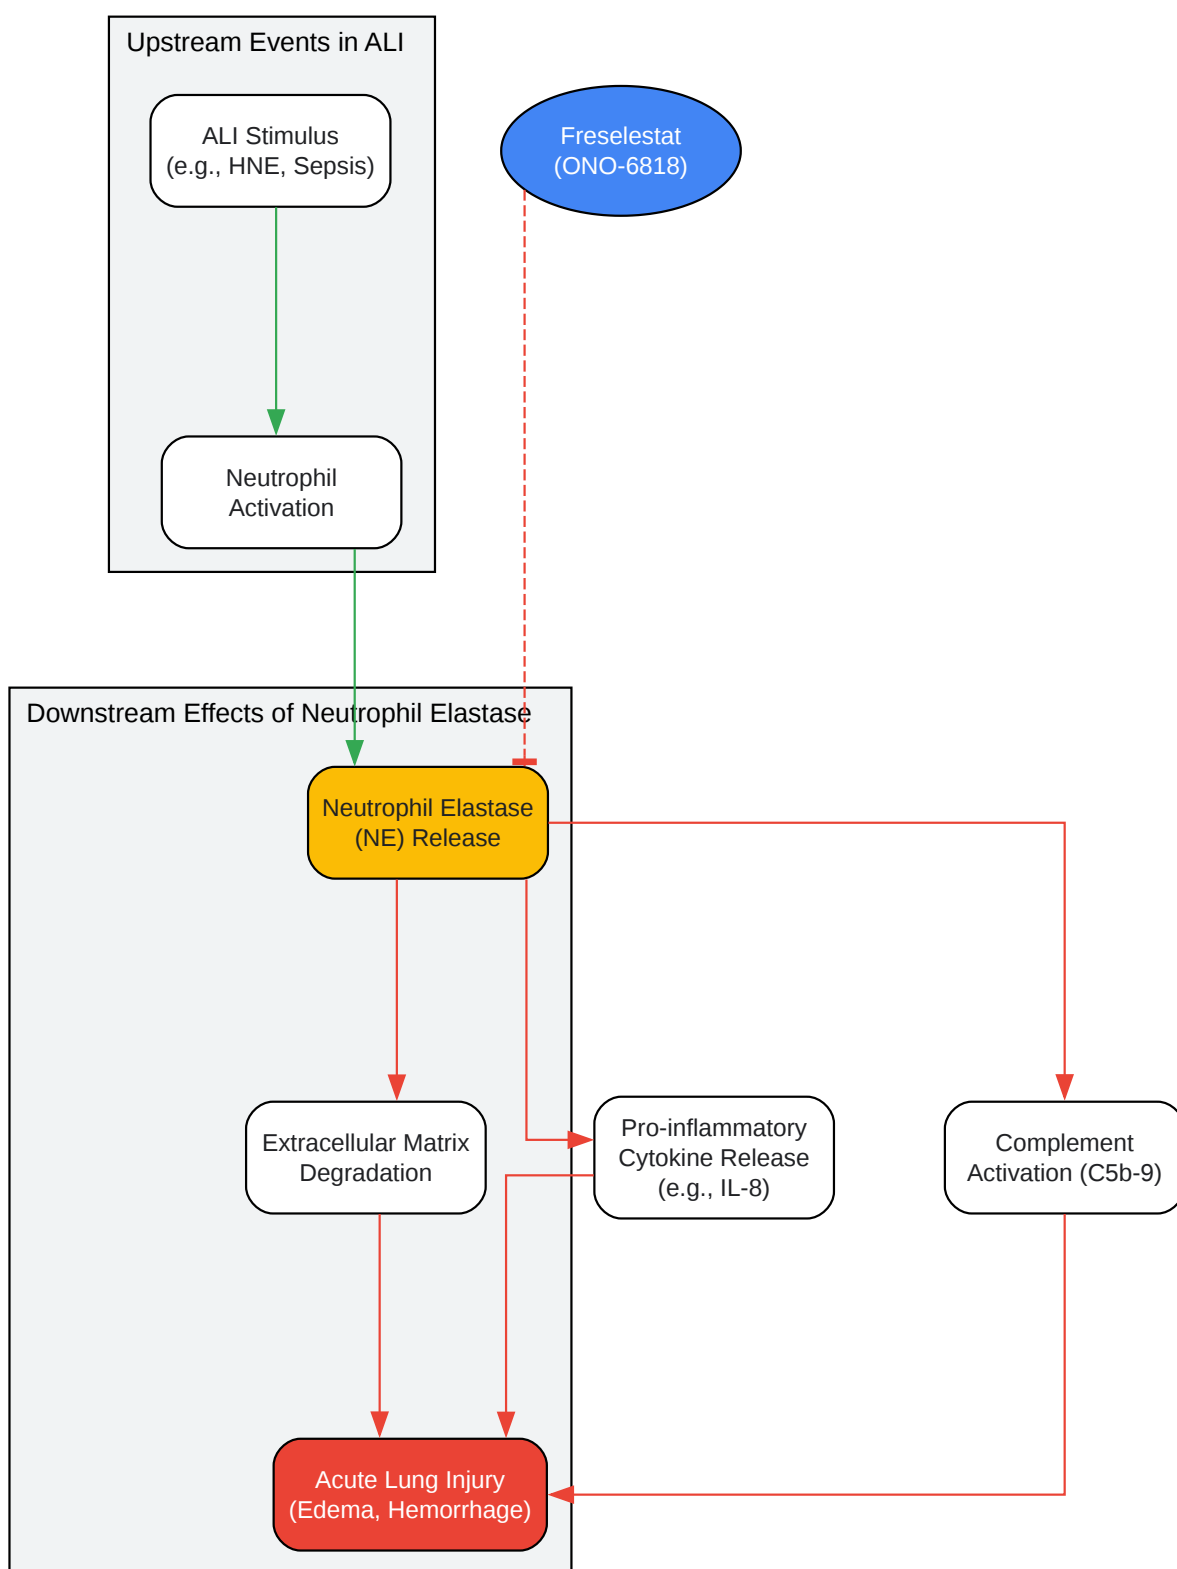 Upstream Events in ALI
ALI Stimulus
(e.g., HNE, Sepsis)
Freselestat
(ONO-6818)
Neutrophil
Activation
Downstream Effects of Neutrophil Elastase
Neutrophil Elastase
(NE) Release
Extracellular Matrix
Degradation
Pro-inflammatory
Cytokine Release
(e.g., IL-8)
Complement
Activation (C5b-9)
Acute Lung Injury
(Edema, Hemorrhage)